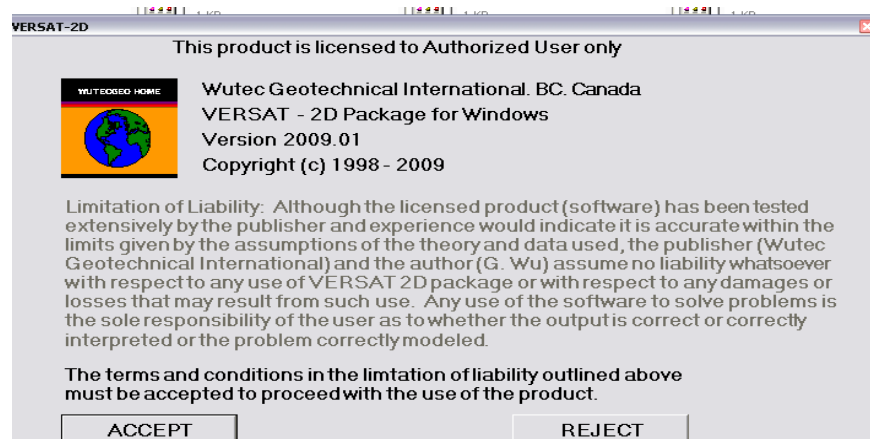 1 KB 1 KB 1 KB
VERSAT-2D
This product is licensed to Authorized User only
WUTECGEO HOME
Wutec Geotechnical International. BC. Canada
VERSAT - 2D Package for Windows
Version 2009.01
Copyright (c) 1998 - 2009
Limitation of Liability: Although the licensed product (software) has been tested
extensively by the publisher and experience would indicate it is accurate within the
limits given by the assumptions of the theory and data used, the publisher (Wutec
Geotechnical International) and the author (G. Wu) assume no liability whatsoever
with respect to any use of VERSAT 2D package or with respect to any damages or
losses that may result from such use. Any use of the software to solve problems is
the sole responsibility of the user as to whether the output is correct or correctly
interpreted or the problem correctly modeled.
The terms and conditions in the limtation of liability outlined above
must be accepted to proceed with the use of the product.
ACCEPT REJECT